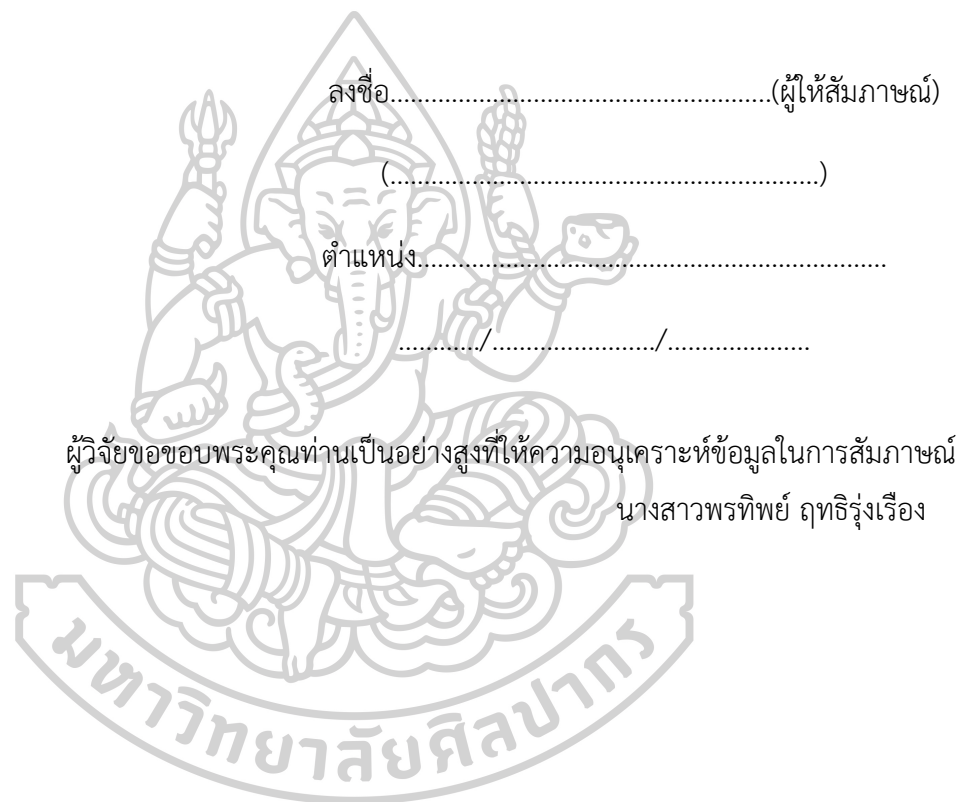 ลงชื่อ....................................................(ผู้ให้สัมภาษณ์)
(..........................................................)
ตำแหน่ง................................................................
............/......................../.....................
ผู้วิจัยขอขอบพระคุณท่านเป็นอย่างสูงที่ให้ความอนุเคราะห์ข้อมูลในการสัมภาษณ์
นางสาวพรทิพย์ ฤทธิรุ่งเรือง
มหาวิทยาลัยศิลปากร